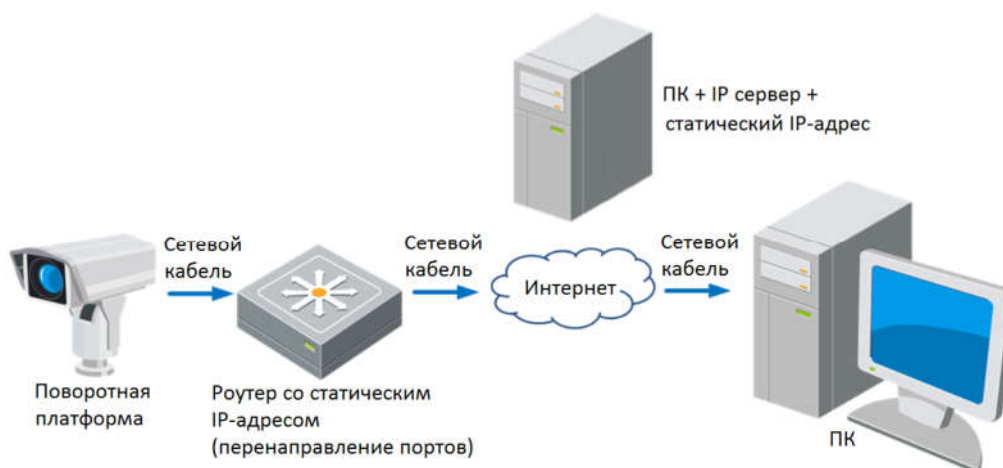 ПК + IP сервер +
статический IP-адрес
Сетевой
кабель
Сетевой
кабель
Сетевой
кабель
Интернет
Поворотная
платформа
Роутер со статическим
IP-адресом
(перенаправление портов)
ПК